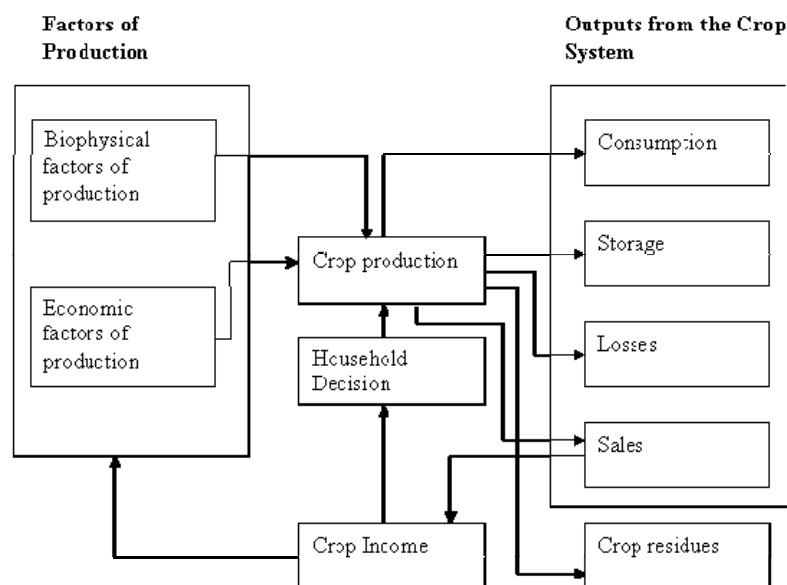 Factors of
Production
Outputs from the Crop
System
Biophysical
factors of
production
Economic
factors of
production
Crop production
Household
Decision
Crop Income
Consumption
Storage
Losses
Sales
Crop residues